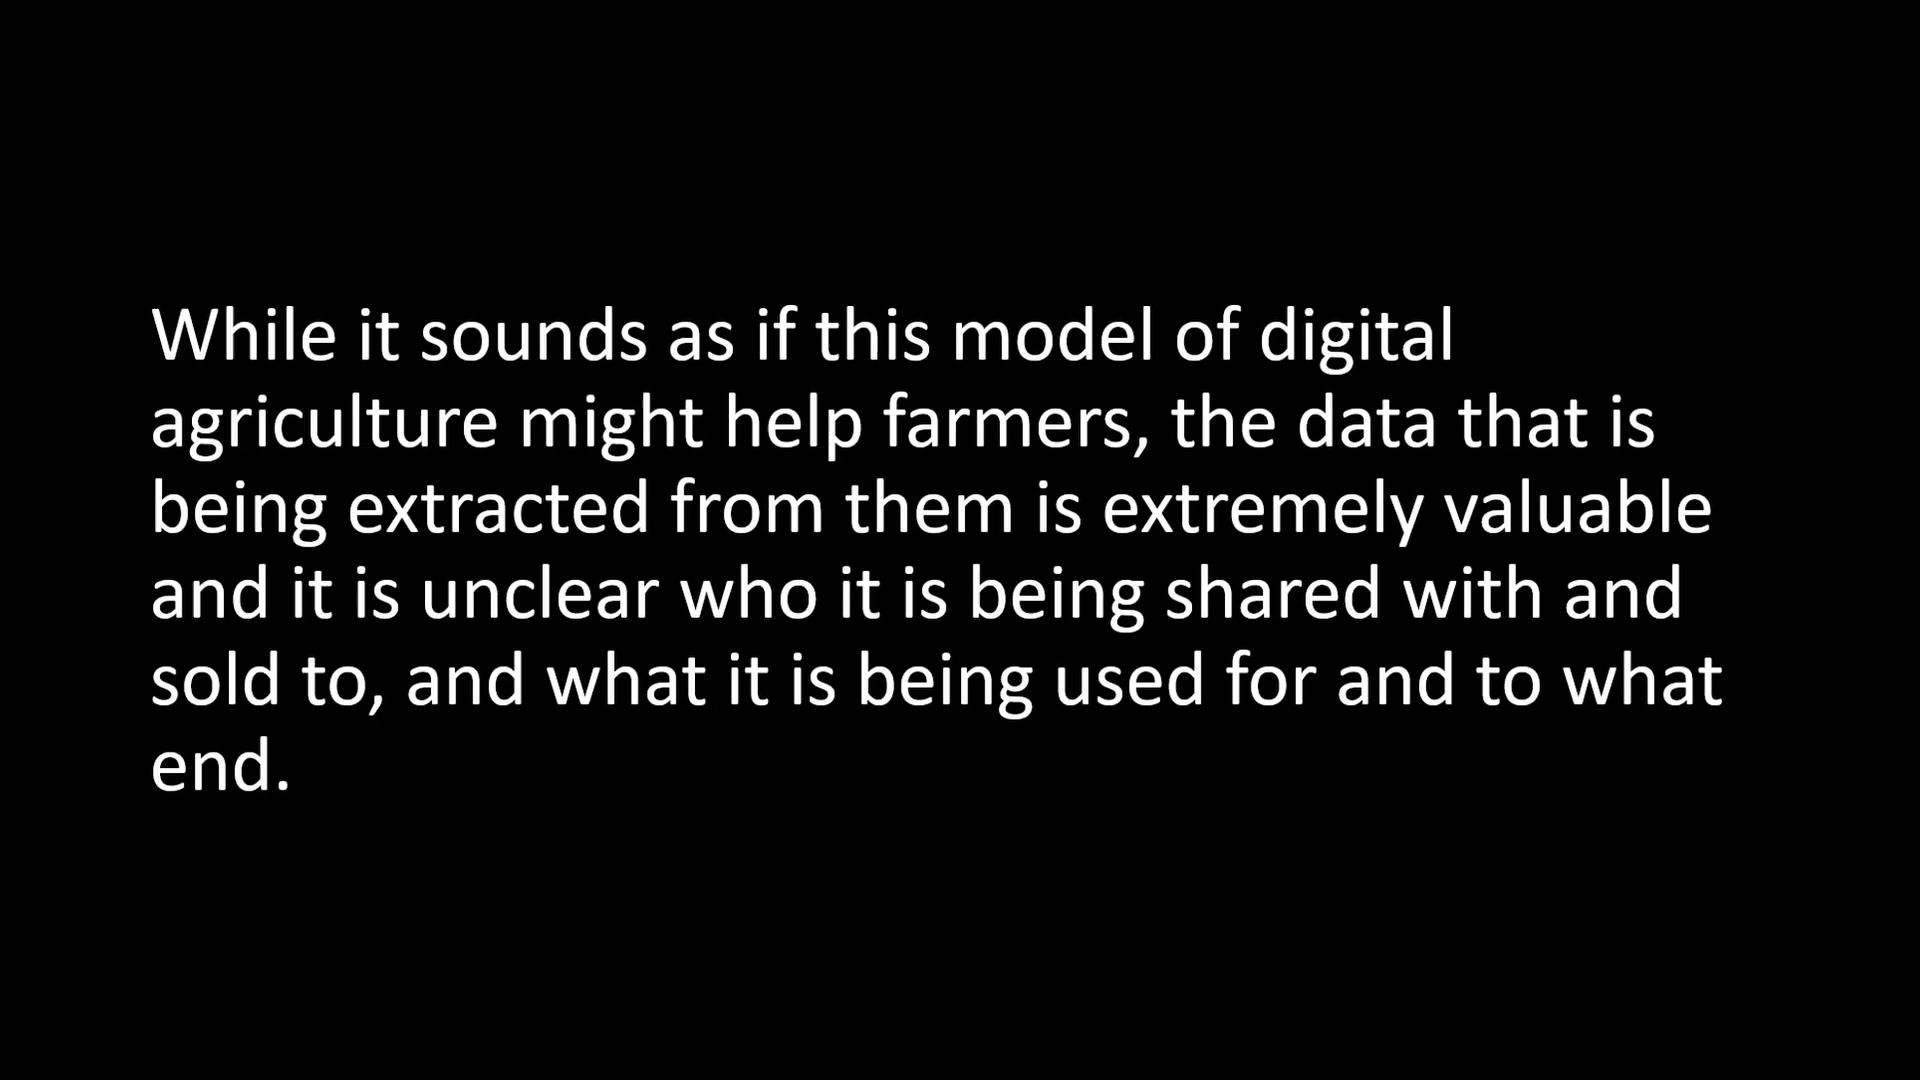 While it sounds as if this model of digital
agriculture might help farmers, the data that is
being extracted from them is extremely valuable
and it is unclear who it is being shared with and
sold to, and what it is being used for and to what
end.